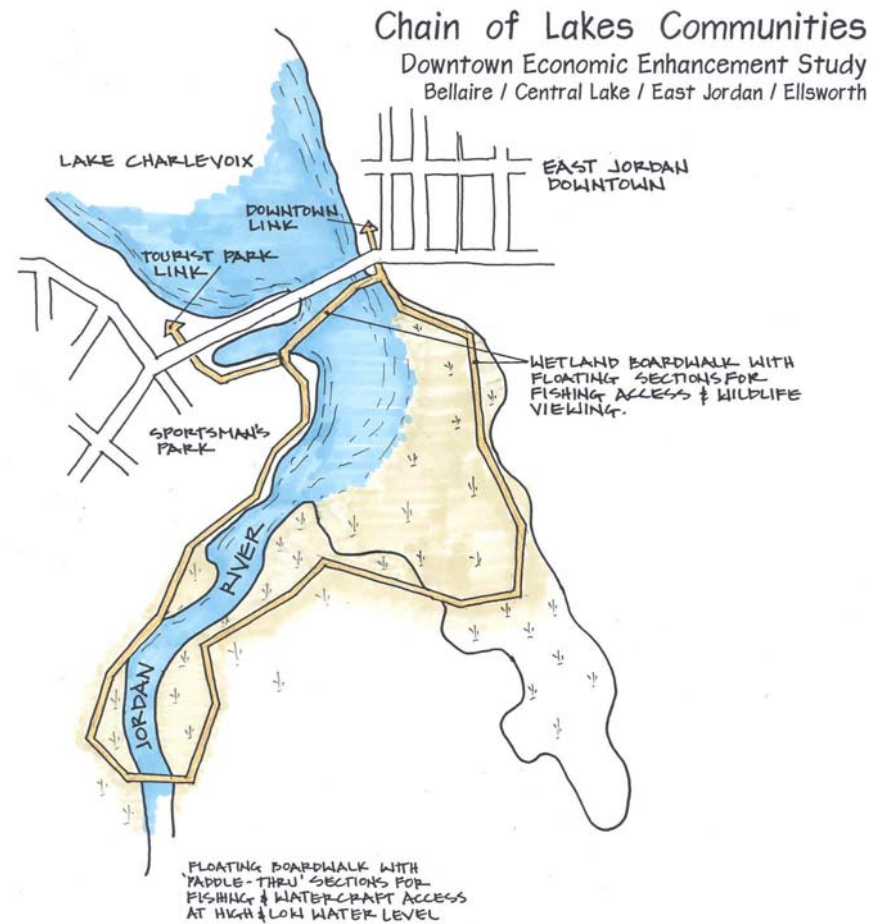 Chain of Lakes Communities
Downtown Economic Enhancement Study
Bellaire / Central Lake / East Jordan / Ellsworth
LAKE CHARLEVOIX
EAST JORDAN
DOWNTOWN
DOWNTOWN
LINK
TOURIST PARK
LINK
WETLAND BOARDWALK WITH
FLOATING SECTIONS FOR
FISHING ACCESS & WILDLIFE
VIEWING.
SPORTSMAN'S
PARK
JORDAN RIVER
FLOATING BOARDWALK WITH
'PADDLE-THRU' SECTIONS FOR
FISHING & WATERCRAFT ACCESS
AT HIGH & LOW WATER LEVEL